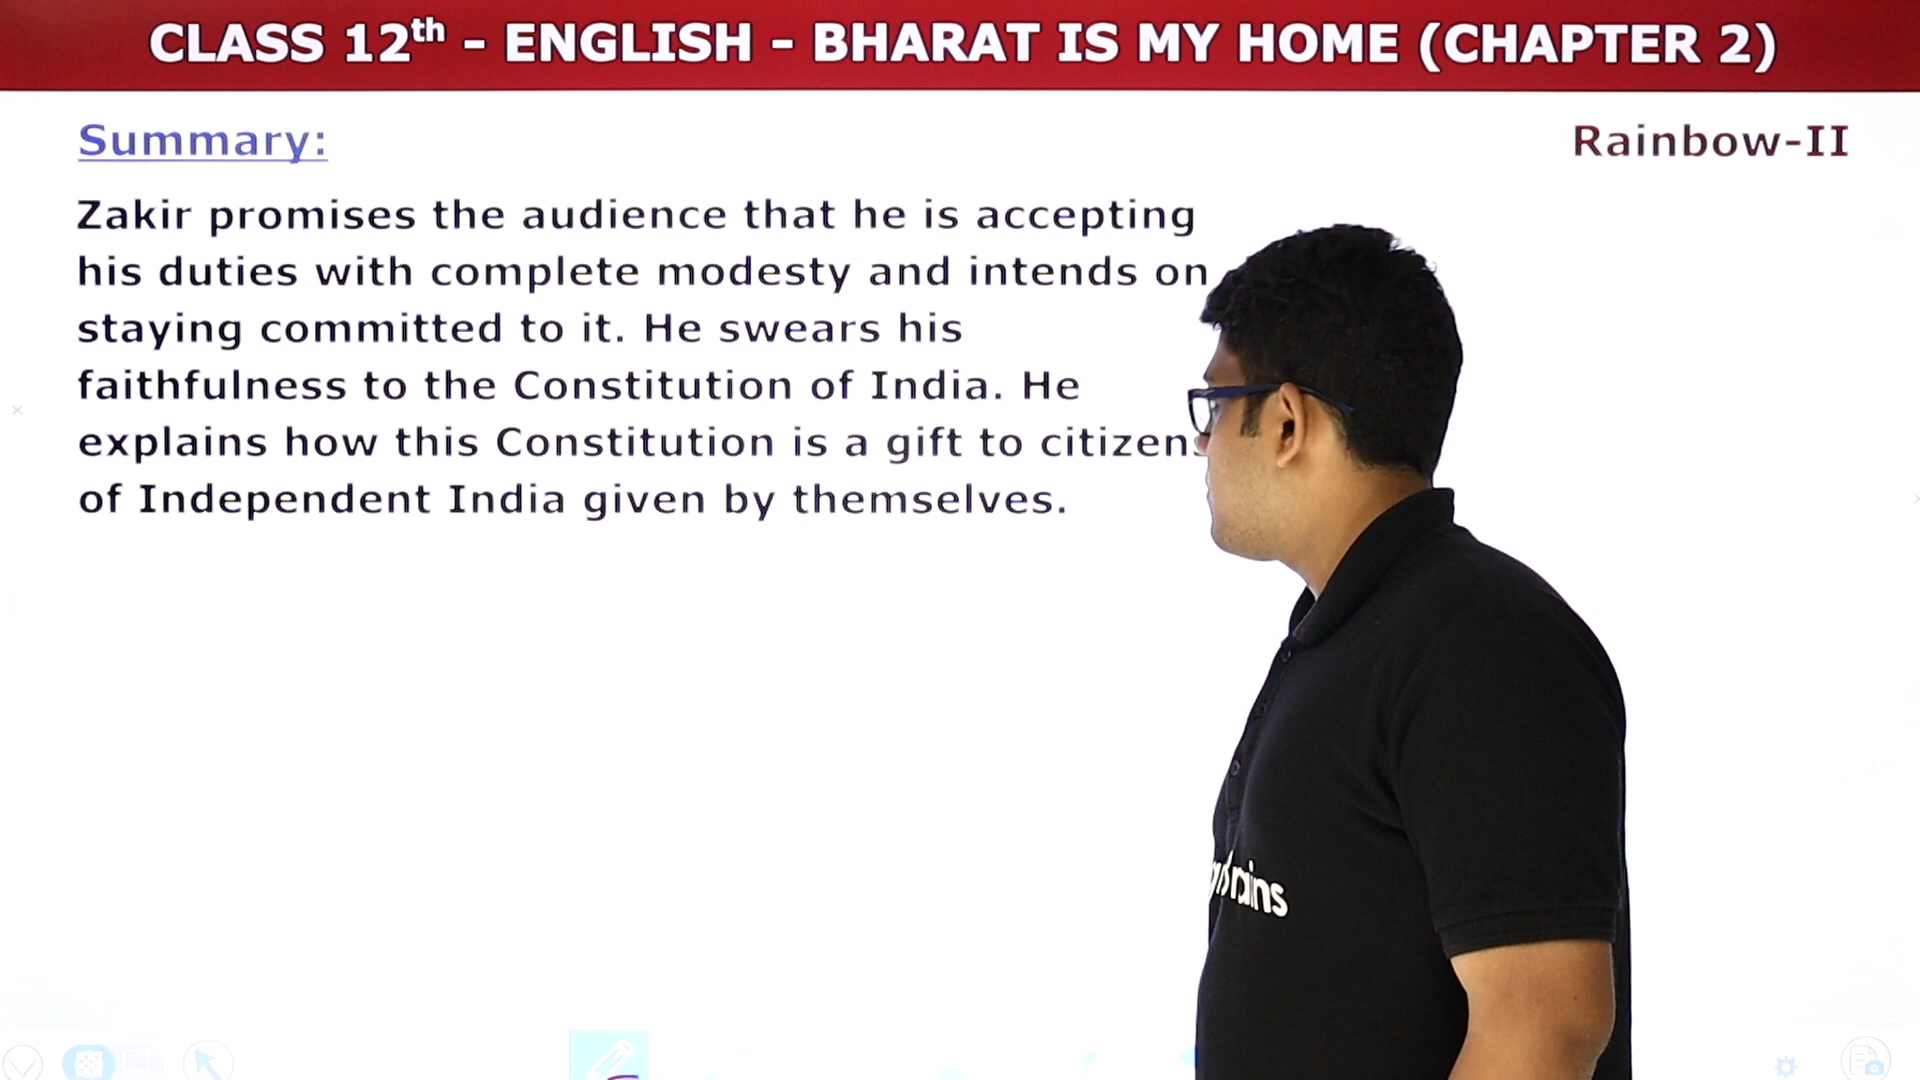 CLASS 12th - ENGLISH - BHARAT IS MY HOME (CHAPTER 2)
Summary:
Rainbow-II
Zakir promises the audience that he is accepting
his duties with complete modesty and intends on
staying committed to it. He swears his
faithfulness to the Constitution of India. He
explains how this Constitution is a gift to citizens
of Independent India given by themselves.